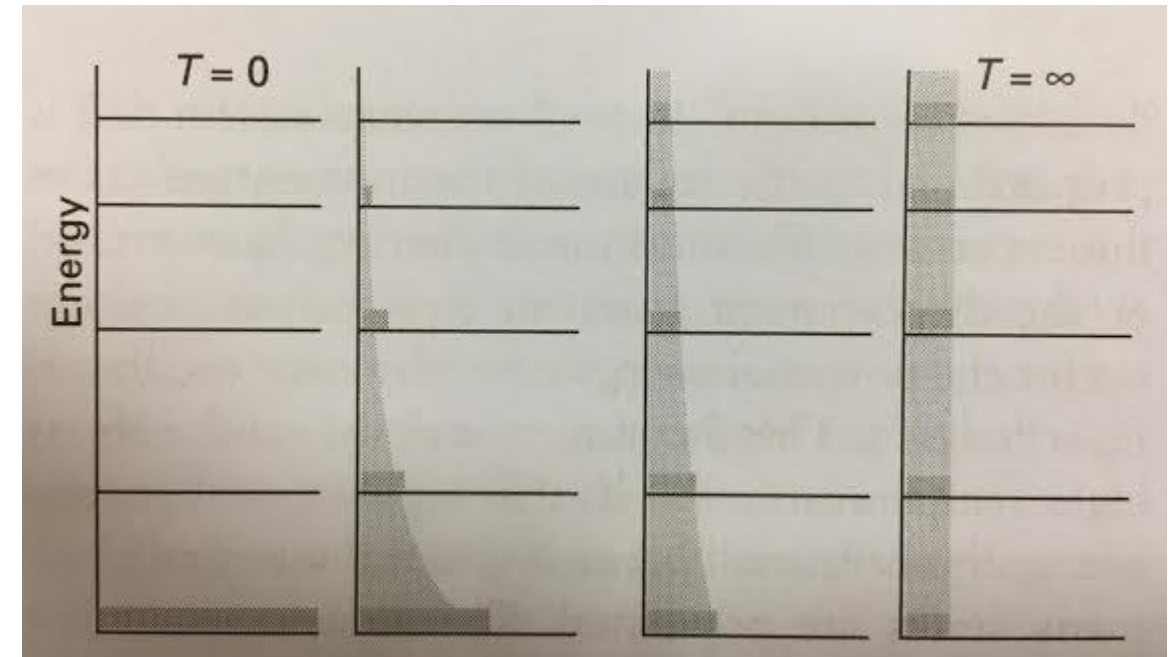 T = 0
T = ∞
Energy